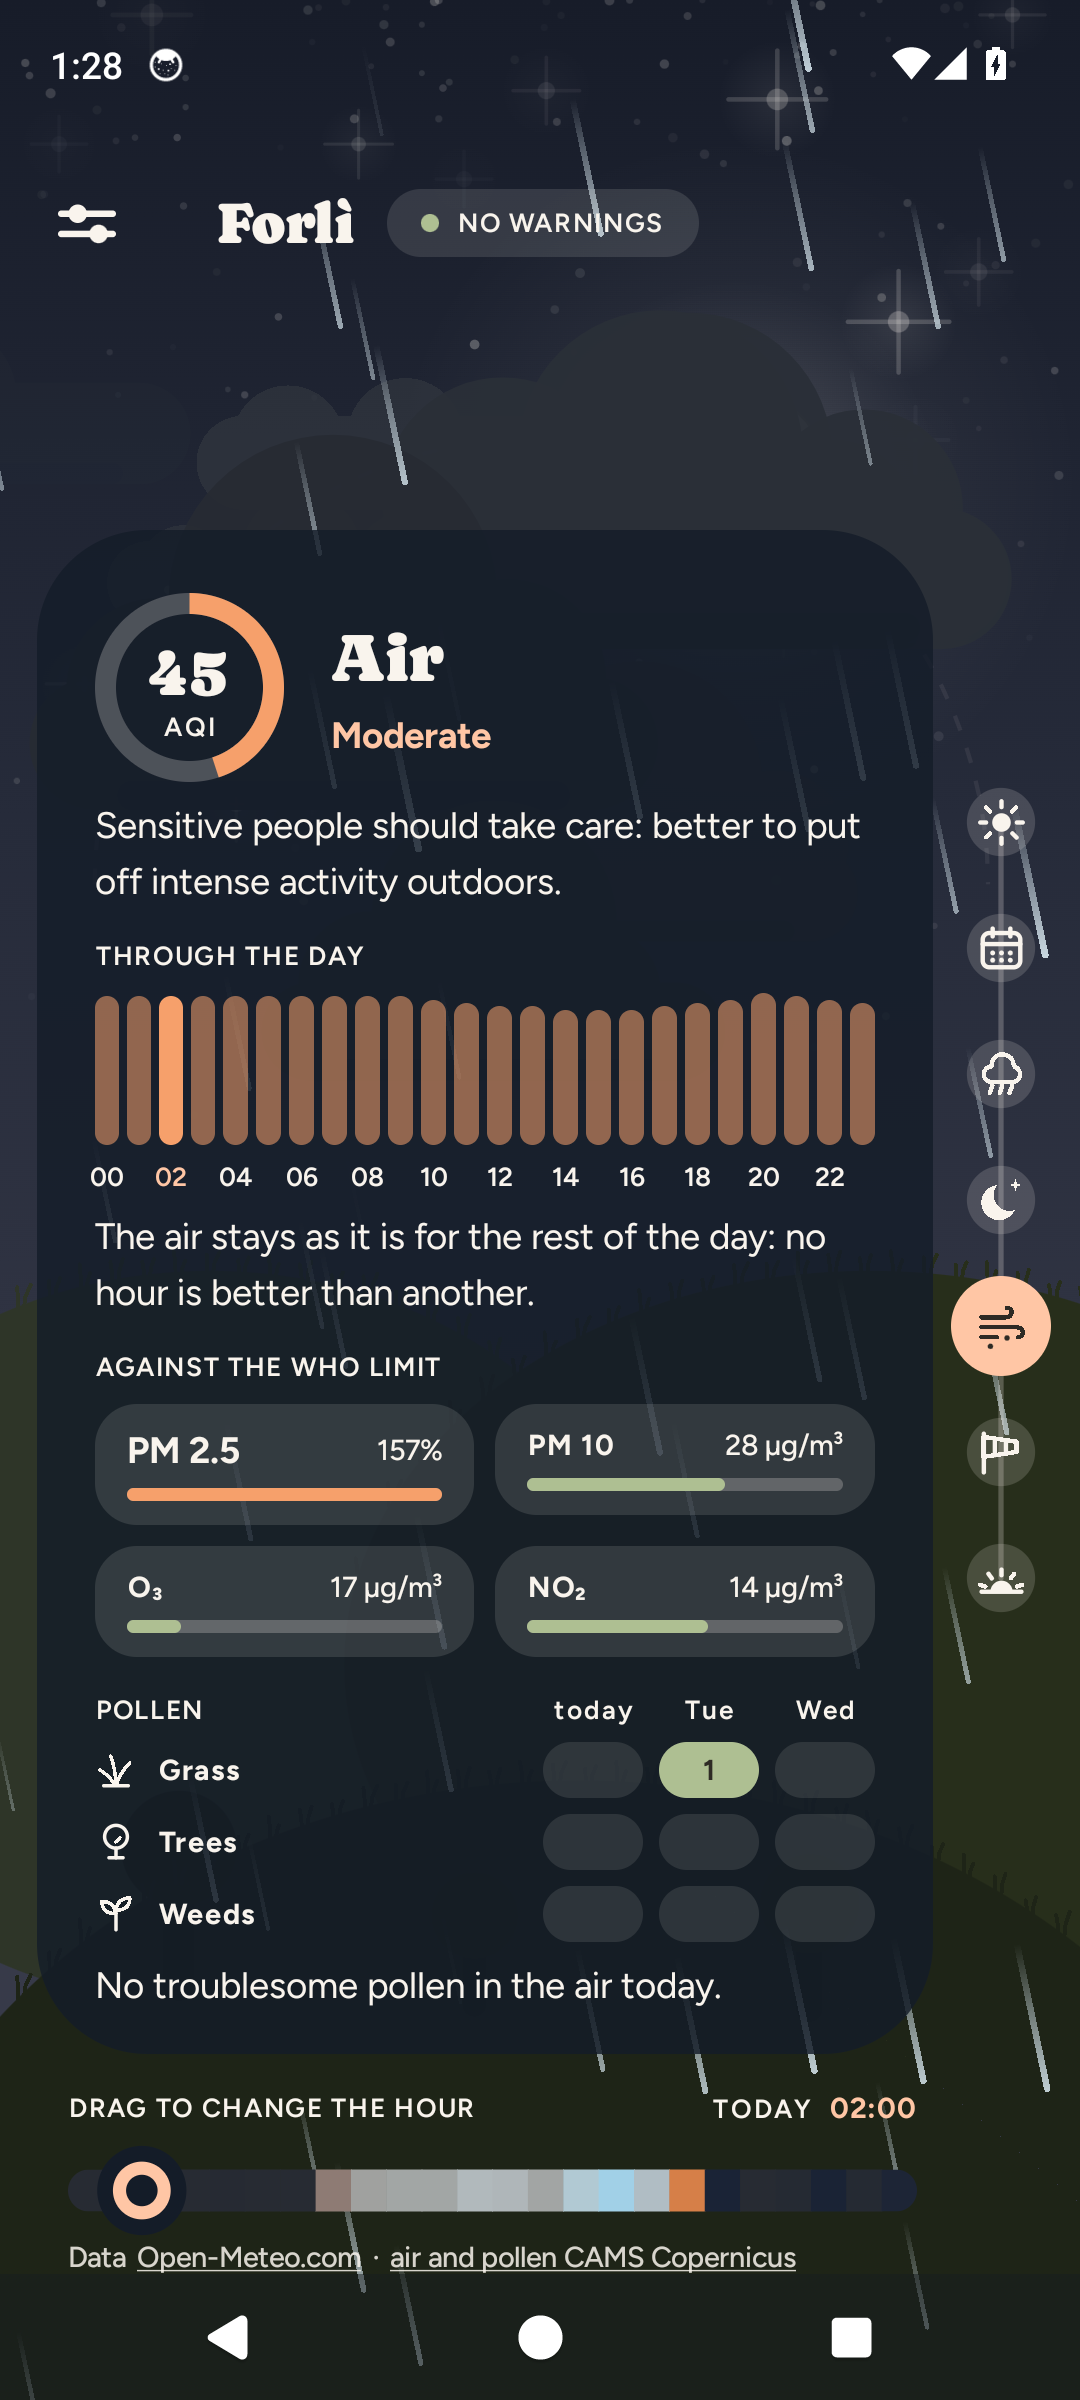 1:28
Forlì
NO WARNINGS
45
AQI
Air
Moderate
Sensitive people should take care: better to put
off intense activity outdoors.
THROUGH THE DAY
00 02 04 06 08 10 12 14 16 18 20 22
The air stays as it is for the rest of the day: no
hour is better than another.
AGAINST THE WHO LIMIT
PM 2.5 157%
PM 10 28 µg/m³
O₃ 17 µg/m³
NO₂ 14 µg/m³
POLLEN today Tue Wed
Grass 1
Trees
Weeds
No troublesome pollen in the air today.
DRAG TO CHANGE THE HOUR TODAY 02:00
Data Open-Meteo.com · air and pollen CAMS Copernicus